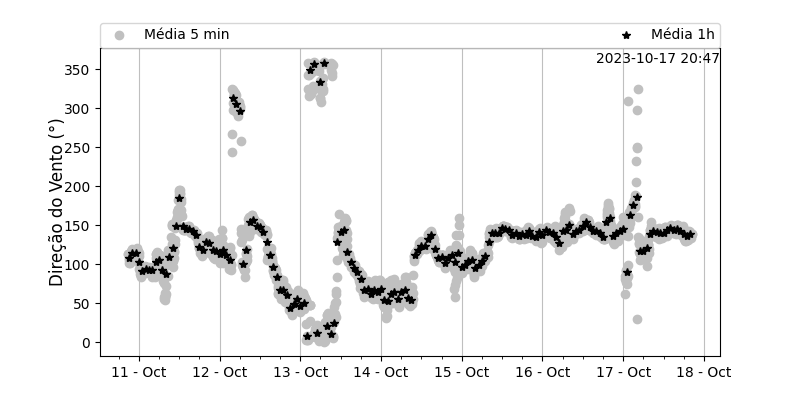 Média 5 min
Média 1h
2023-10-17 20:47
Direção do Vento (°)
350
300
250
200
150
100
50
0
11 - Oct
12 - Oct
13 - Oct
14 - Oct
15 - Oct
16 - Oct
17 - Oct
18 - Oct